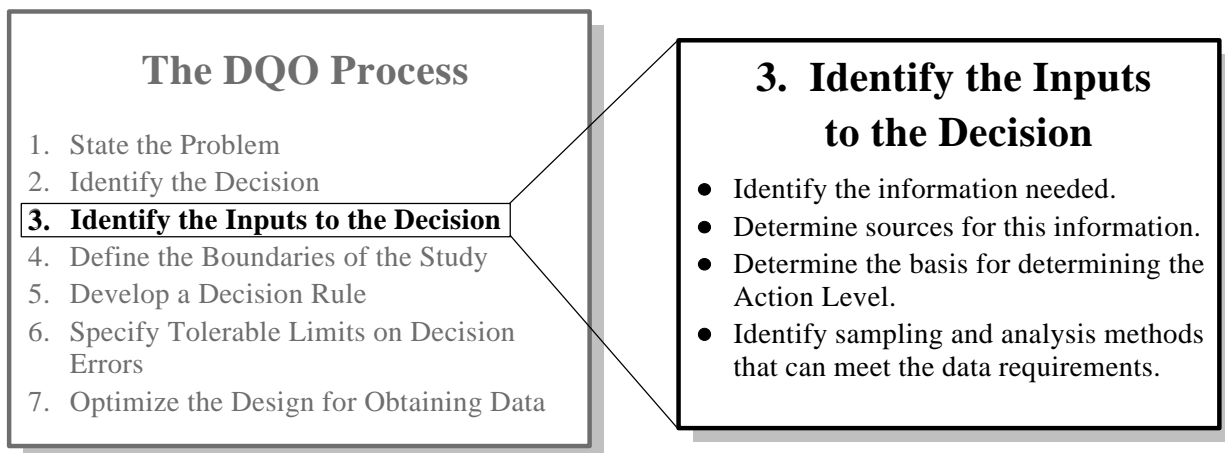 The DQO Process
1. State the Problem
2. Identify the Decision
3. Identify the Inputs to the Decision
4. Define the Boundaries of the Study
5. Develop a Decision Rule
6. Specify Tolerable Limits on Decision
Errors
7. Optimize the Design for Obtaining Data
3. Identify the Inputs
to the Decision
● Identify the information needed.
● Determine sources for this information.
● Determine the basis for determining the
Action Level.
● Identify sampling and analysis methods
that can meet the data requirements.